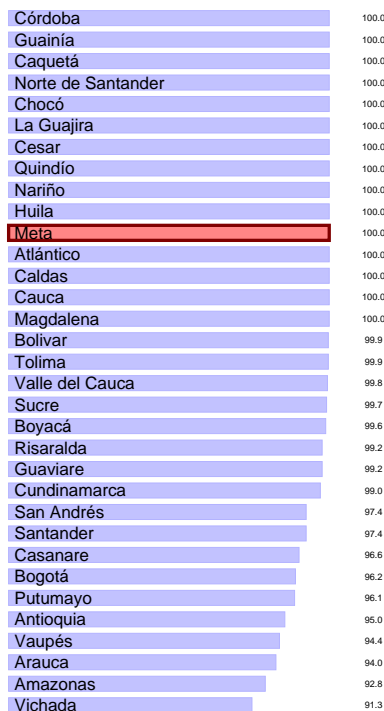 Córdoba 100.0
Guainía 100.0
Caquetá 100.0
Norte de Santander 100.0
Chocó 100.0
La Guajira 100.0
Cesar 100.0
Quindío 100.0
Nariño 100.0
Huila 100.0
Meta 100.0
Atlántico 100.0
Caldas 100.0
Cauca 100.0
Magdalena 100.0
Bolivar 99.9
Tolima 99.9
Valle del Cauca 99.8
Sucre 99.7
Boyacá 99.6
Risaralda 99.2
Guaviare 99.2
Cundinamarca 99.0
San Andrés 97.4
Santander 97.4
Casanare 96.6
Bogotá 96.2
Putumayo 96.1
Antioquia 95.0
Vaupés 94.4
Arauca 94.0
Amazonas 92.8
Vichada 91.3